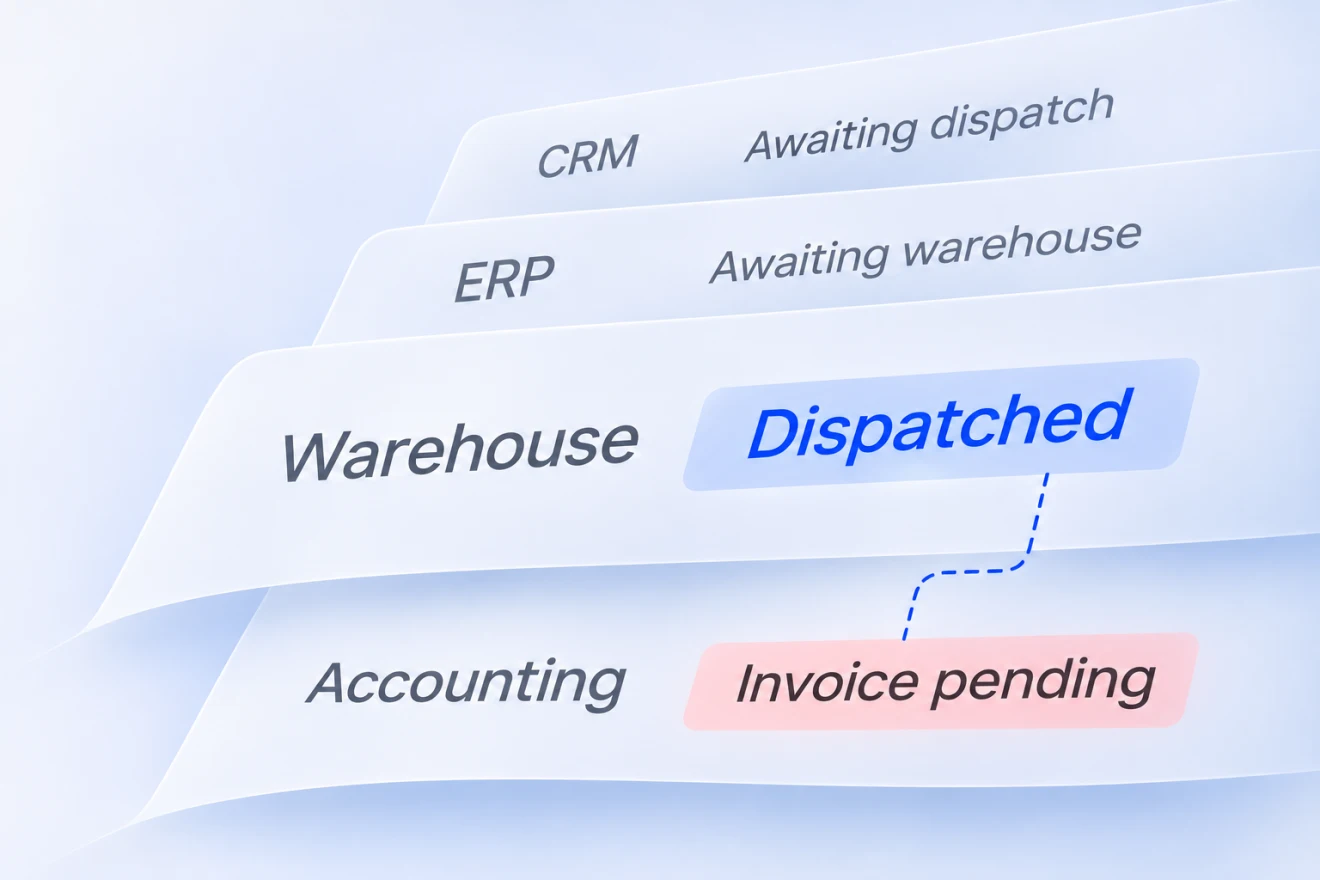 CRM Awaiting dispatch
ERP Awaiting warehouse
Warehouse Dispatched
Accounting Invoice pending